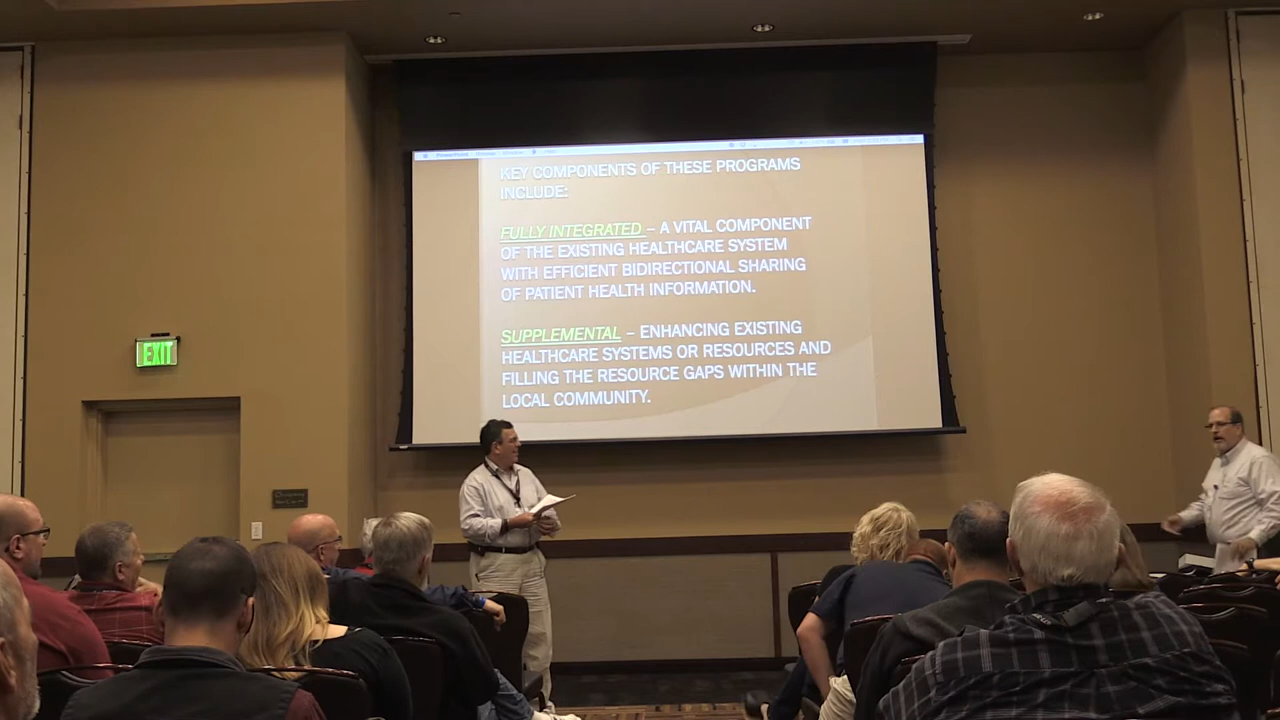 KEY COMPONENTS OF THESE PROGRAMS
INCLUDE:
FULLY INTEGRATED – A VITAL COMPONENT
OF THE EXISTING HEALTHCARE SYSTEM
WITH EFFICIENT BIDIRECTIONAL SHARING
OF PATIENT HEALTH INFORMATION.
SUPPLEMENTAL – ENHANCING EXISTING
HEALTHCARE SYSTEMS OR RESOURCES AND
FILLING THE RESOURCE GAPS WITHIN THE
LOCAL COMMUNITY.
EXIT